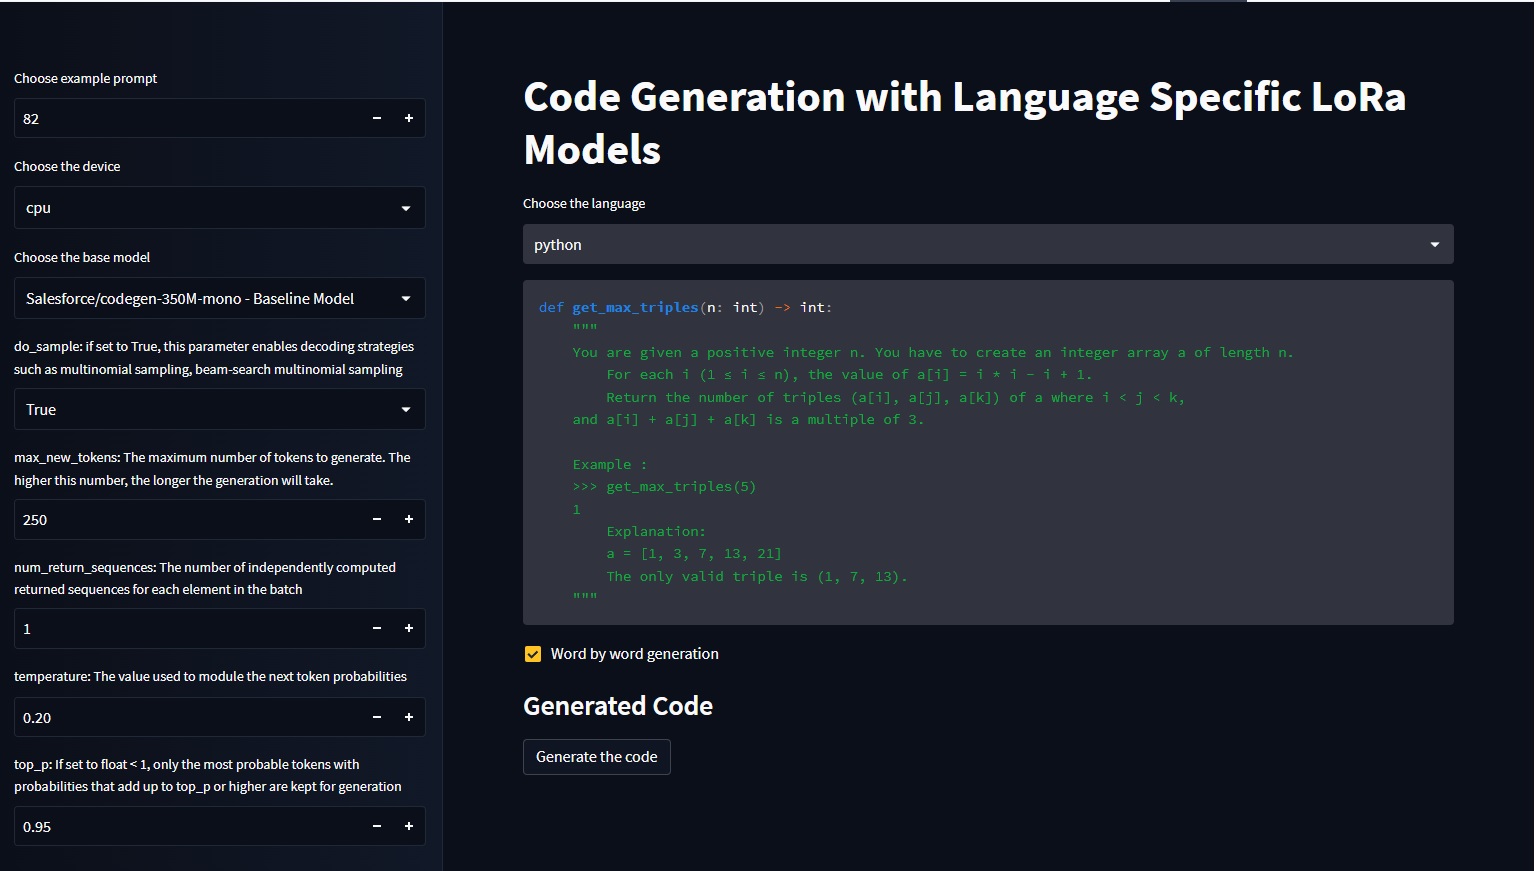 Choose example prompt
82
Choose the device
cpu
Choose the base model
Salesforce/codegen-350M-mono - Baseline Model
do_sample: if set to True, this parameter enables decoding strategies
such as multinomial sampling, beam-search multinomial sampling
True
max_new_tokens: The maximum number of tokens to generate. The
higher this number, the longer the generation will take.
250
num_return_sequences: The number of independently computed
returned sequences for each element in the batch
1
temperature: The value used to module the next token probabilities
0.20
top_p: If set to float < 1, only the most probable tokens with
probabilities that add up to top_p or higher are kept for generation
0.95
Code Generation with Language Specific LoRa
Models
Choose the language
python
def get_max_triples(n: int) -> int:
    """
    You are given a positive integer n. You have to create an integer array a of length n.
        For each i (1 ≤ i ≤ n), the value of a[i] = i * i - i + 1.
        Return the number of triples (a[i], a[j], a[k]) of a where i < j < k,
    and a[i] + a[j] + a[k] is a multiple of 3.
    Example :
    >>> get_max_triples(5)
    1
        Explanation:
        a = [1, 3, 7, 13, 21]
        The only valid triple is (1, 7, 13).
    """
Word by word generation
Generated Code
Generate the code